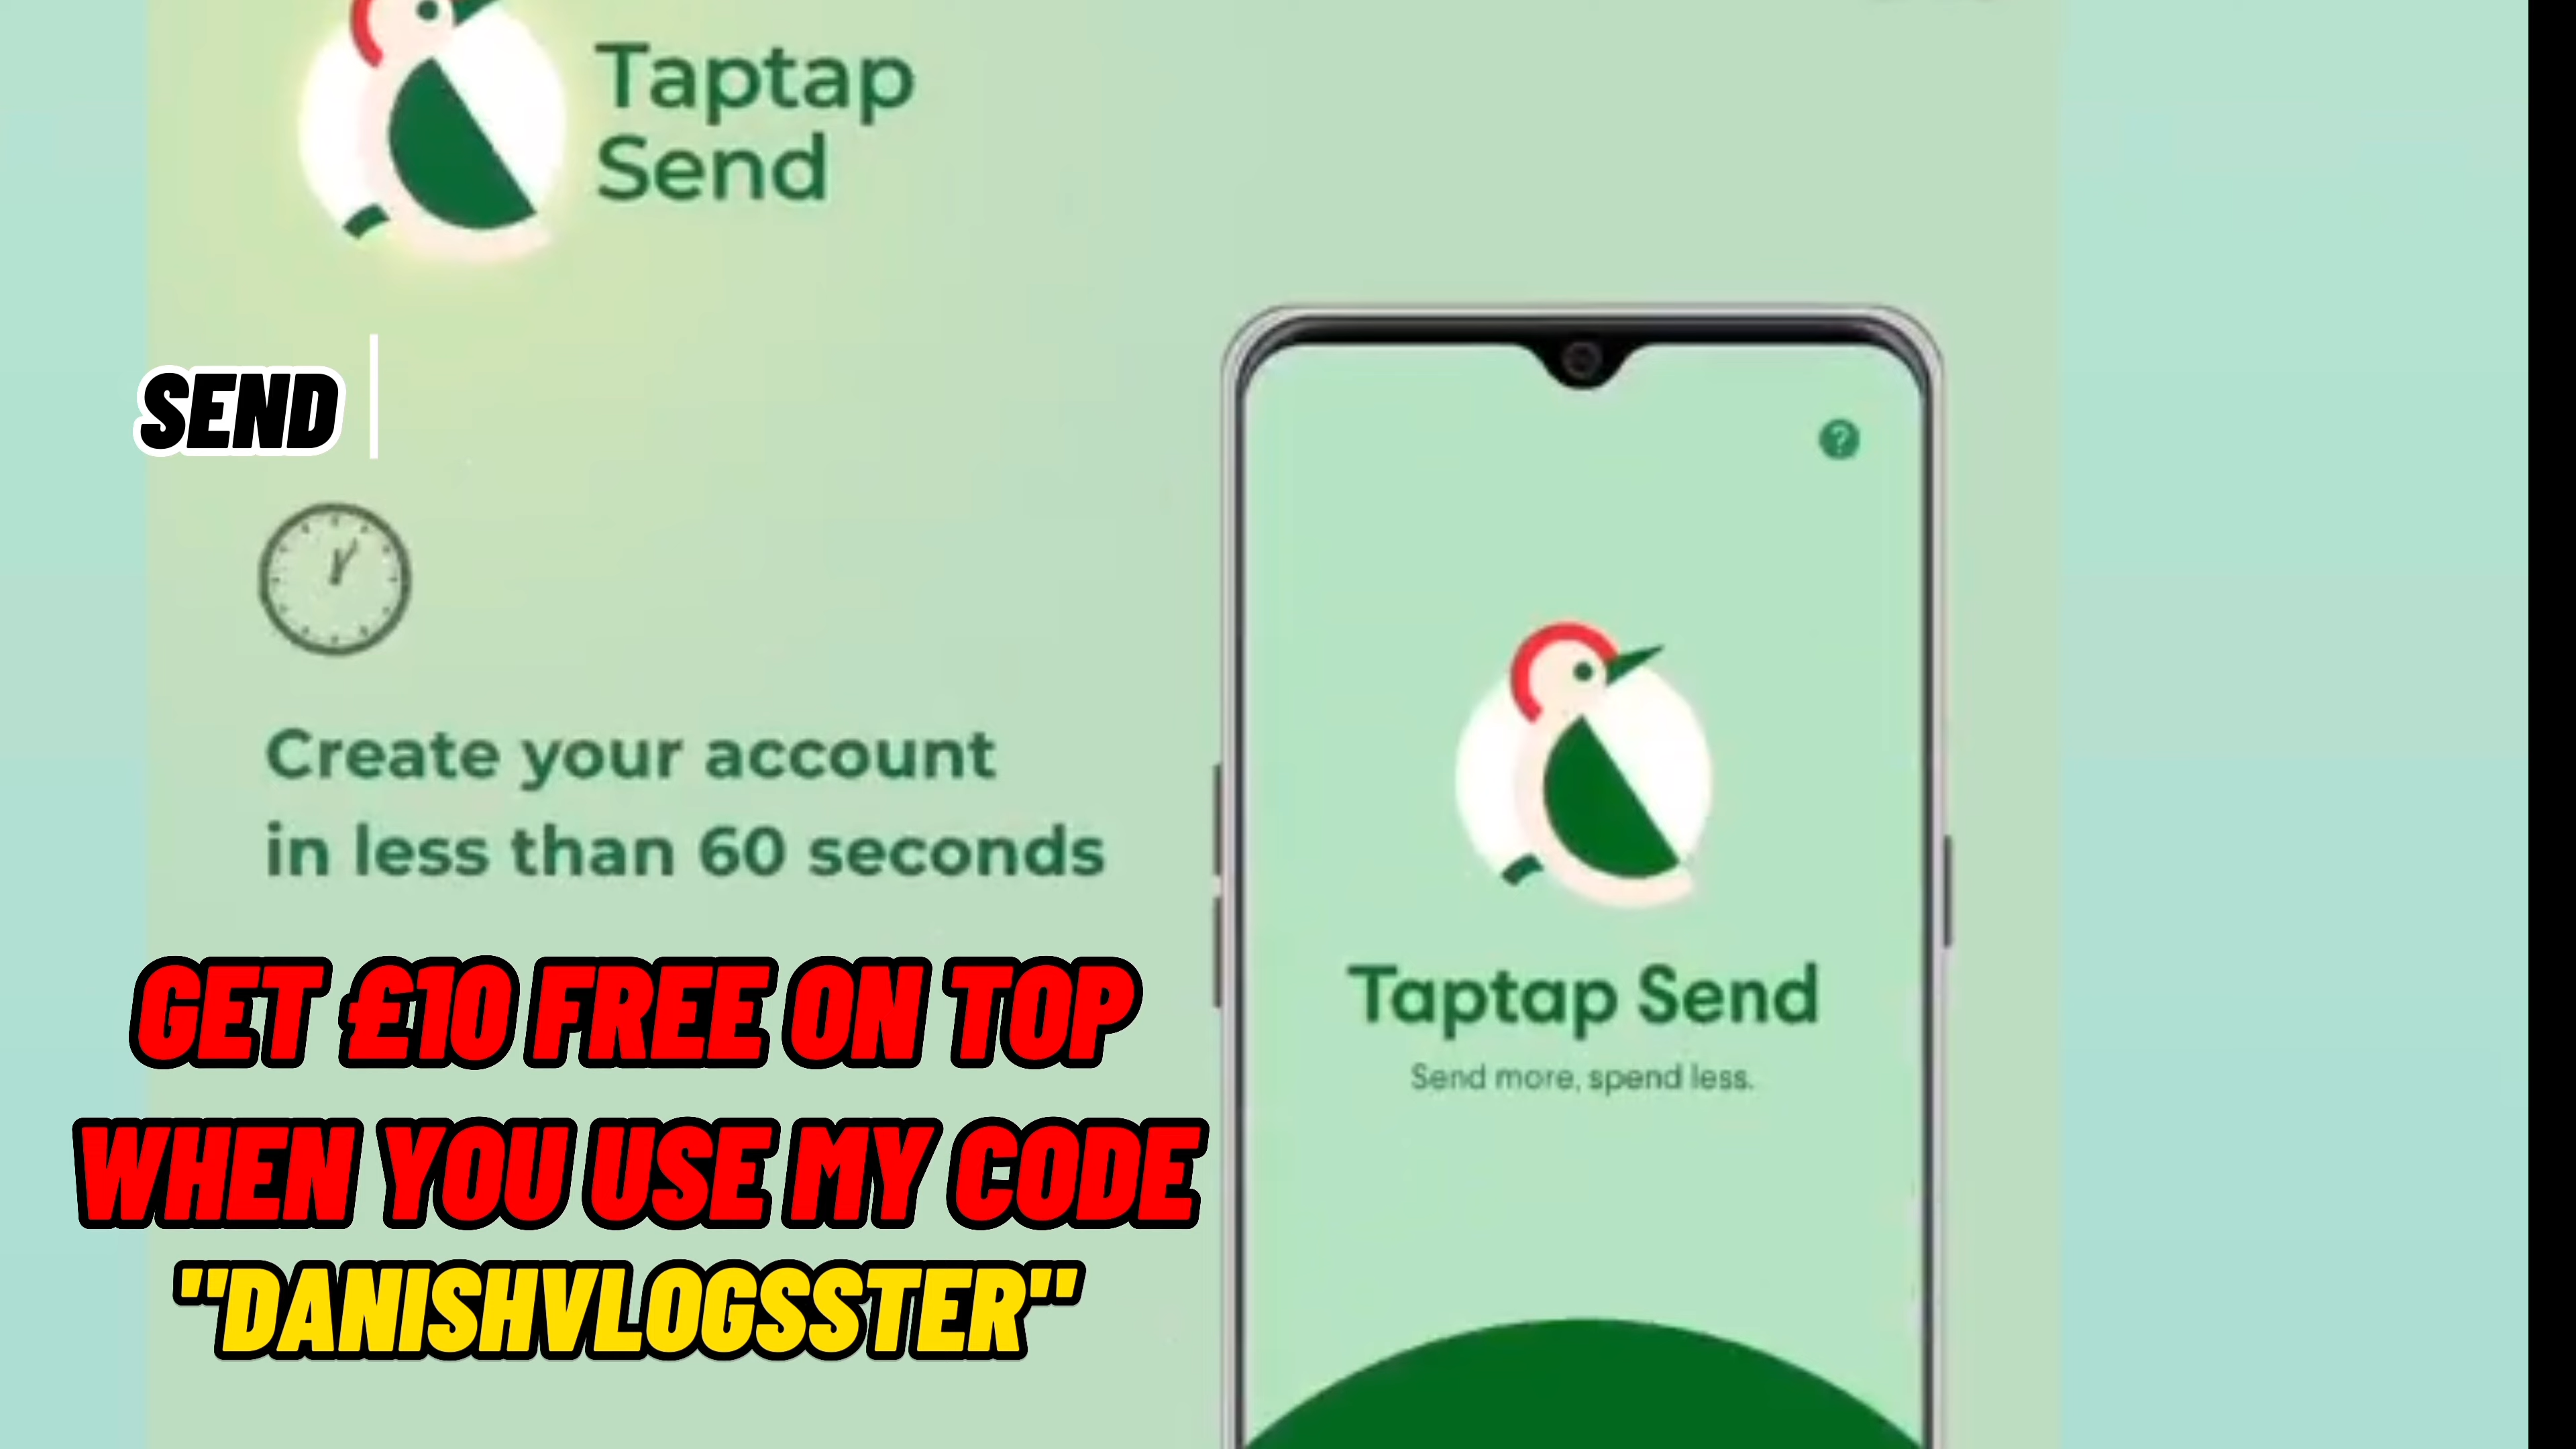 Taptap
Send
SEND
?
Create your account
in less than 60 seconds
Taptap Send
Send more, spend less.
GET £10 FREE ON TOP
WHEN YOU USE MY CODE
"DANISHVLOGSSTER"